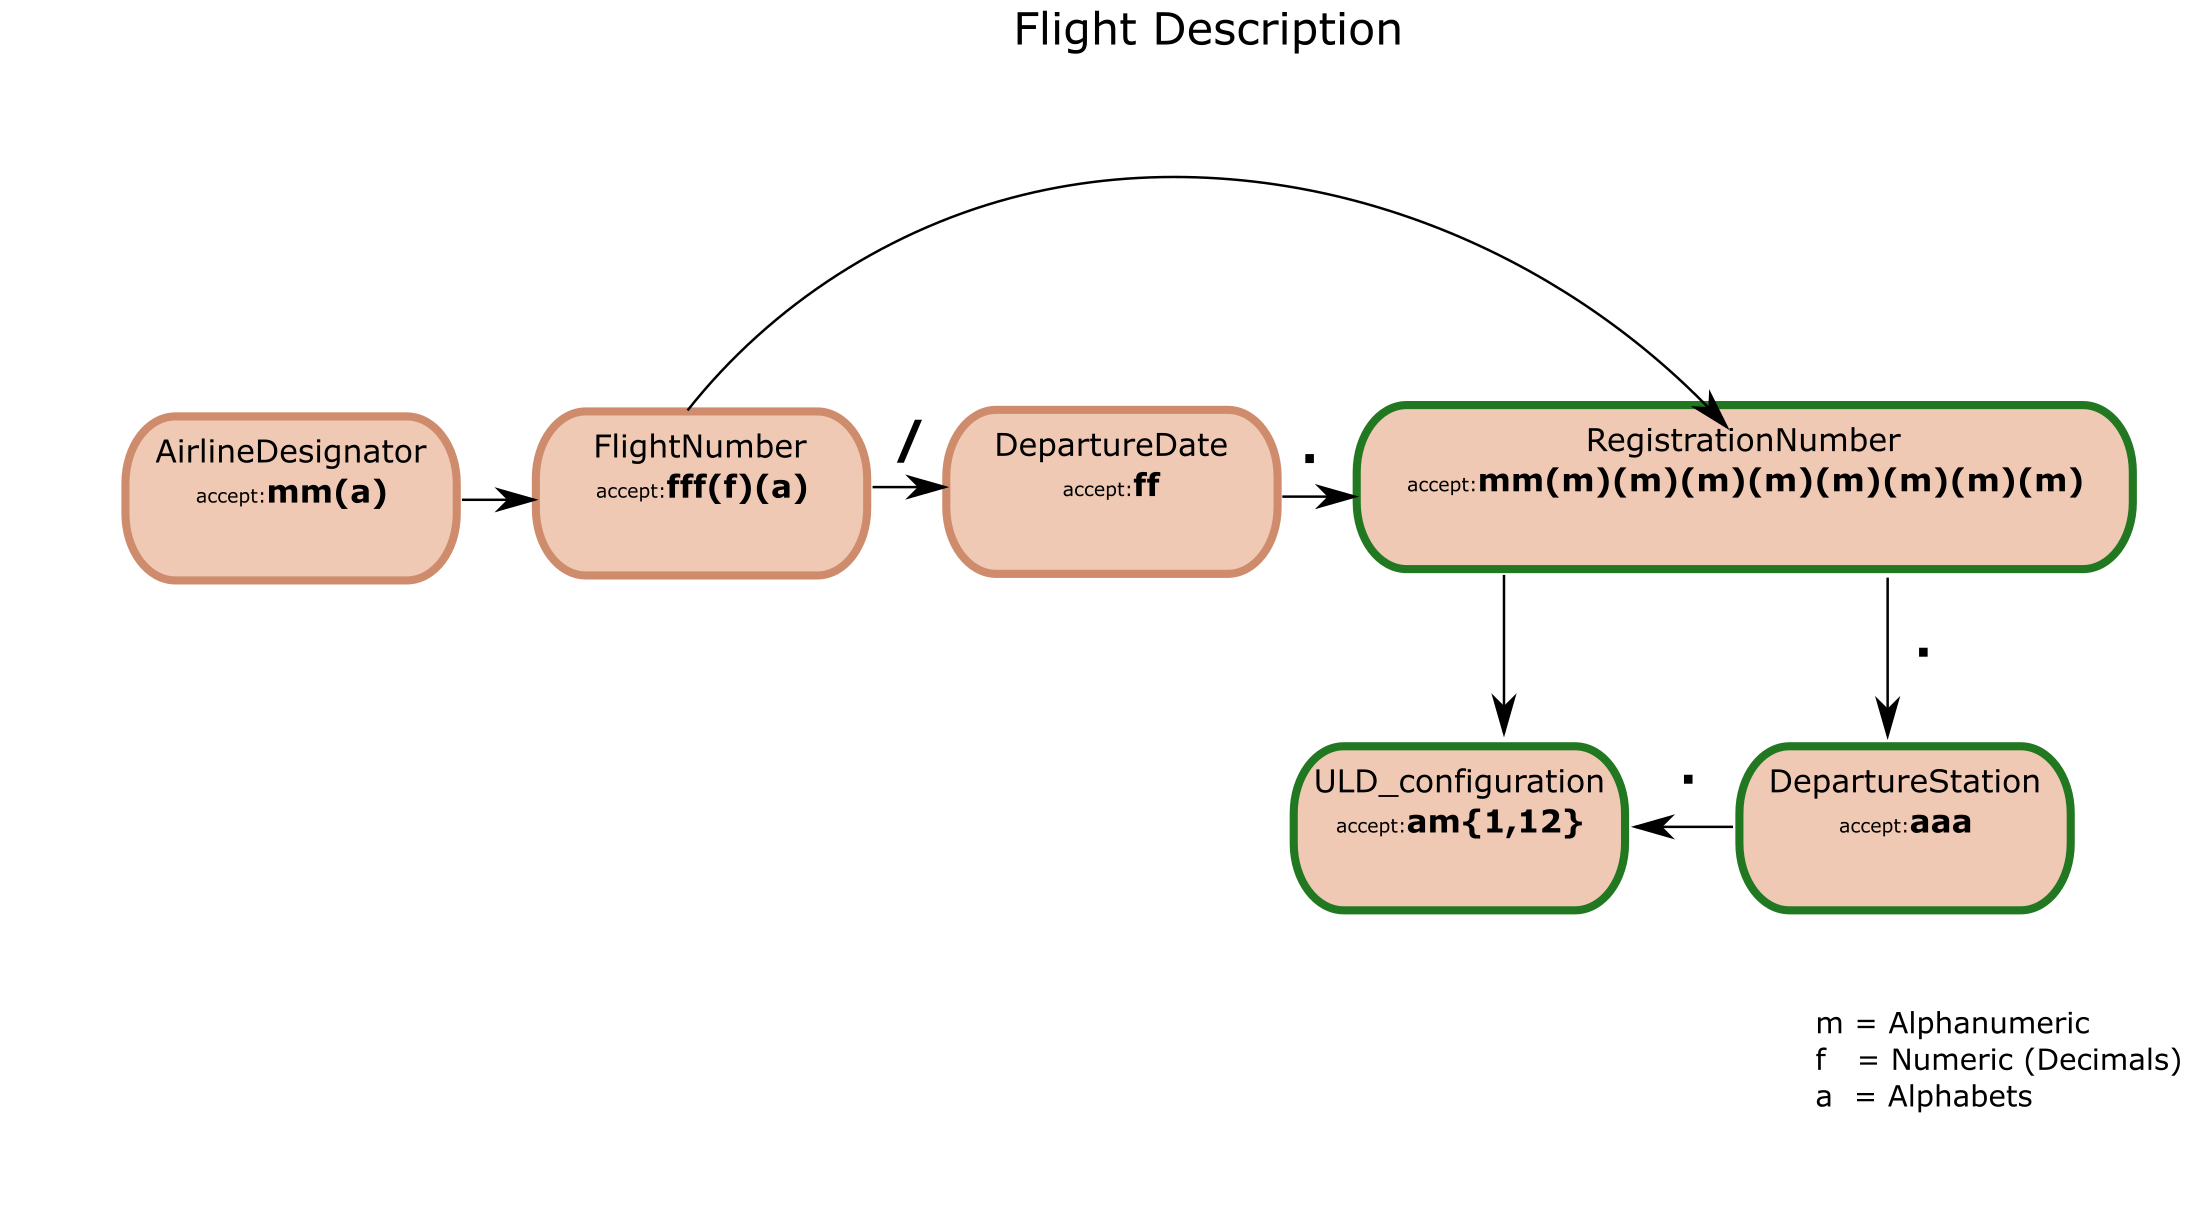 Flight Description
AirlineDesignator
accept:mm(a)
FlightNumber
accept:fff(f)(a)
/
DepartureDate
accept:ff
.
RegistrationNumber
accept:mm(m)(m)(m)(m)(m)(m)(m)(m)
.
ULD_configuration
accept:am{1,12}
.
DepartureStation
accept:aaa
m = Alphanumeric
f = Numeric (Decimals)
a = Alphabets